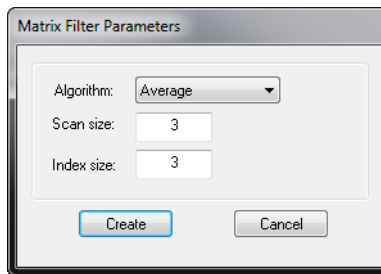 Matrix Filter Parameters
Algorithm: Average
Scan size: 3
Index size: 3
Create Cancel